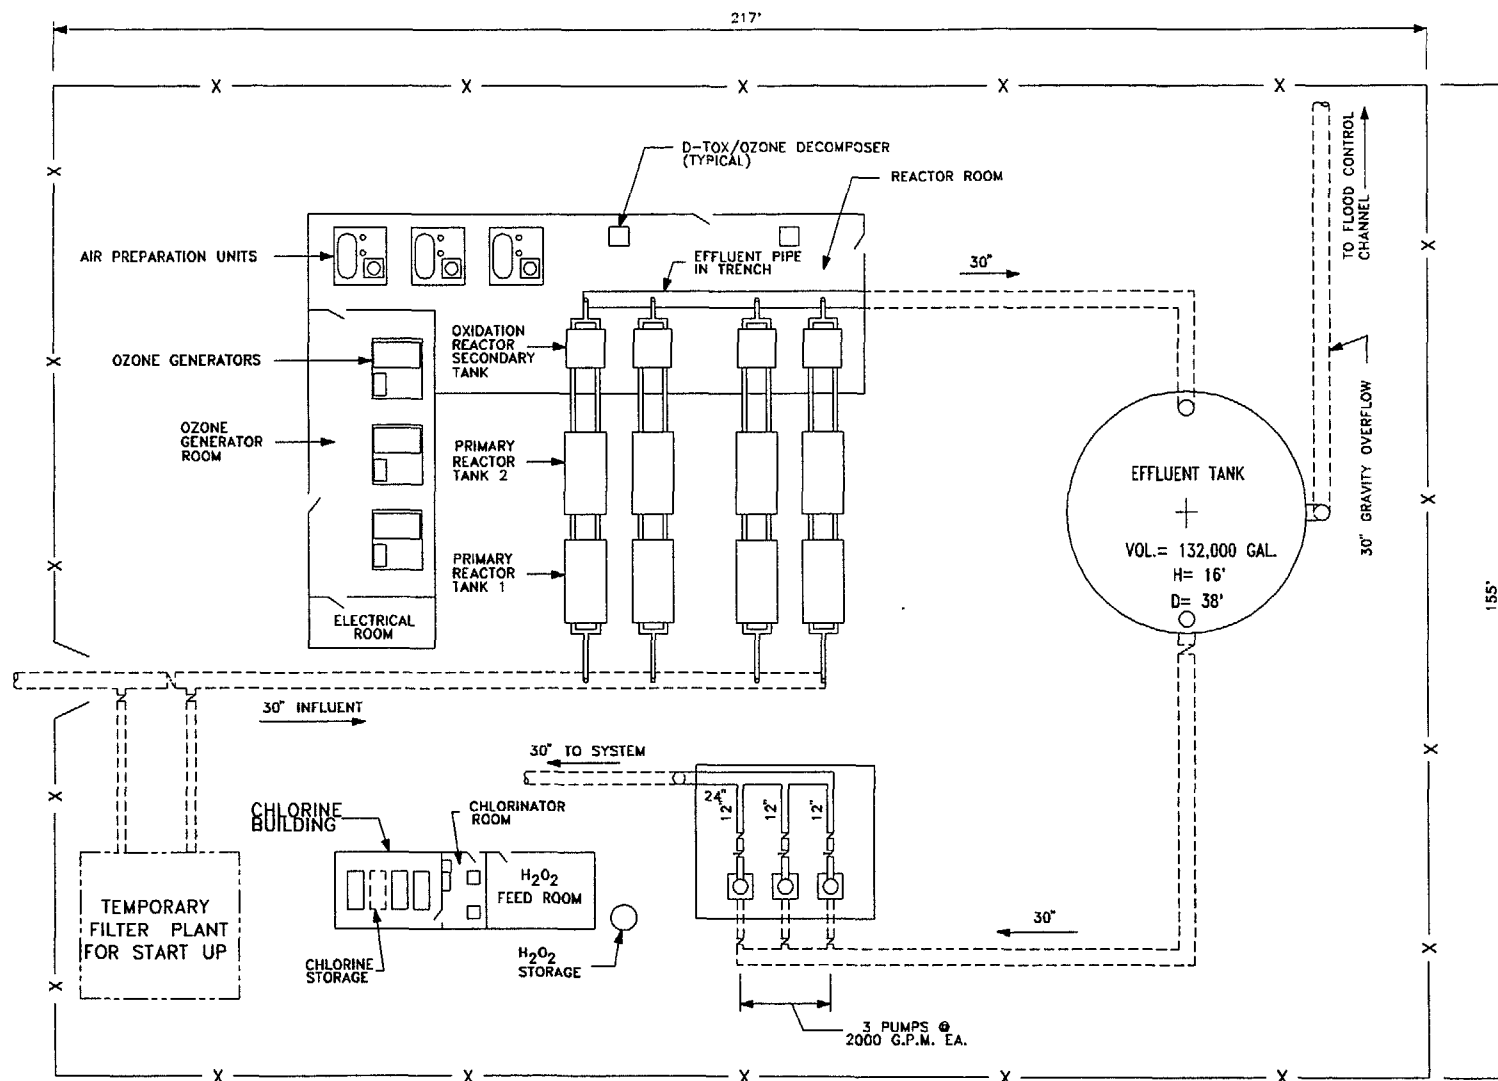 217'
X X X X X
D-TOX/OZONE DECOMPOSER
(TYPICAL)
REACTOR ROOM
TO FLOOD CONTROL
CHANNEL
X
X
AIR PREPARATION UNITS
EFFLUENT PIPE
IN TRENCH
30"
OXIDATION
REACTOR
SECONDARY
TANK
X
OZONE GENERATORS
30" GRAVITY OVERFLOW
OZONE
GENERATOR
ROOM
PRIMARY
REACTOR
TANK 2
EFFLUENT TANK
X
VOL.= 132,000 GAL.
H= 16'
D= 38'
X
PRIMARY
REACTOR
TANK 1
155'
ELECTRICAL
ROOM
30" INFLUENT
30" TO SYSTEM
X
X
24"
12"
12"
12"
CHLORINE
BUILDING
CHLORINATOR
ROOM
H2O2
FEED ROOM
TEMPORARY
FILTER PLANT
FOR START UP
30"
X
CHLORINE
STORAGE
H2O2
STORAGE
X
3 PUMPS @
2000 G.P.M. EA.
X X X X X